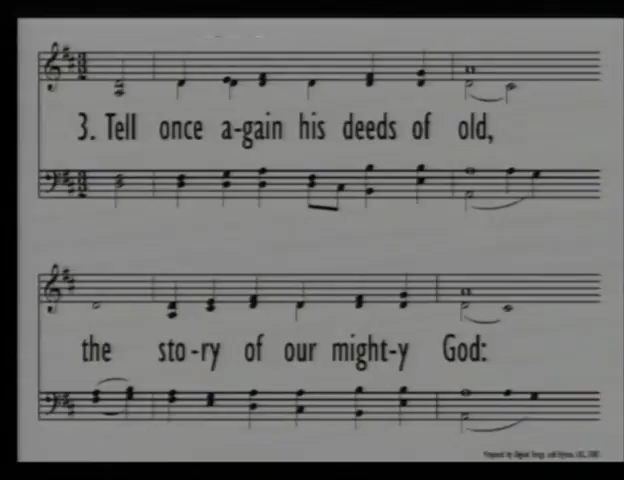 3. Tell once a-gain his deeds of old,
the sto-ry of our might-y God: